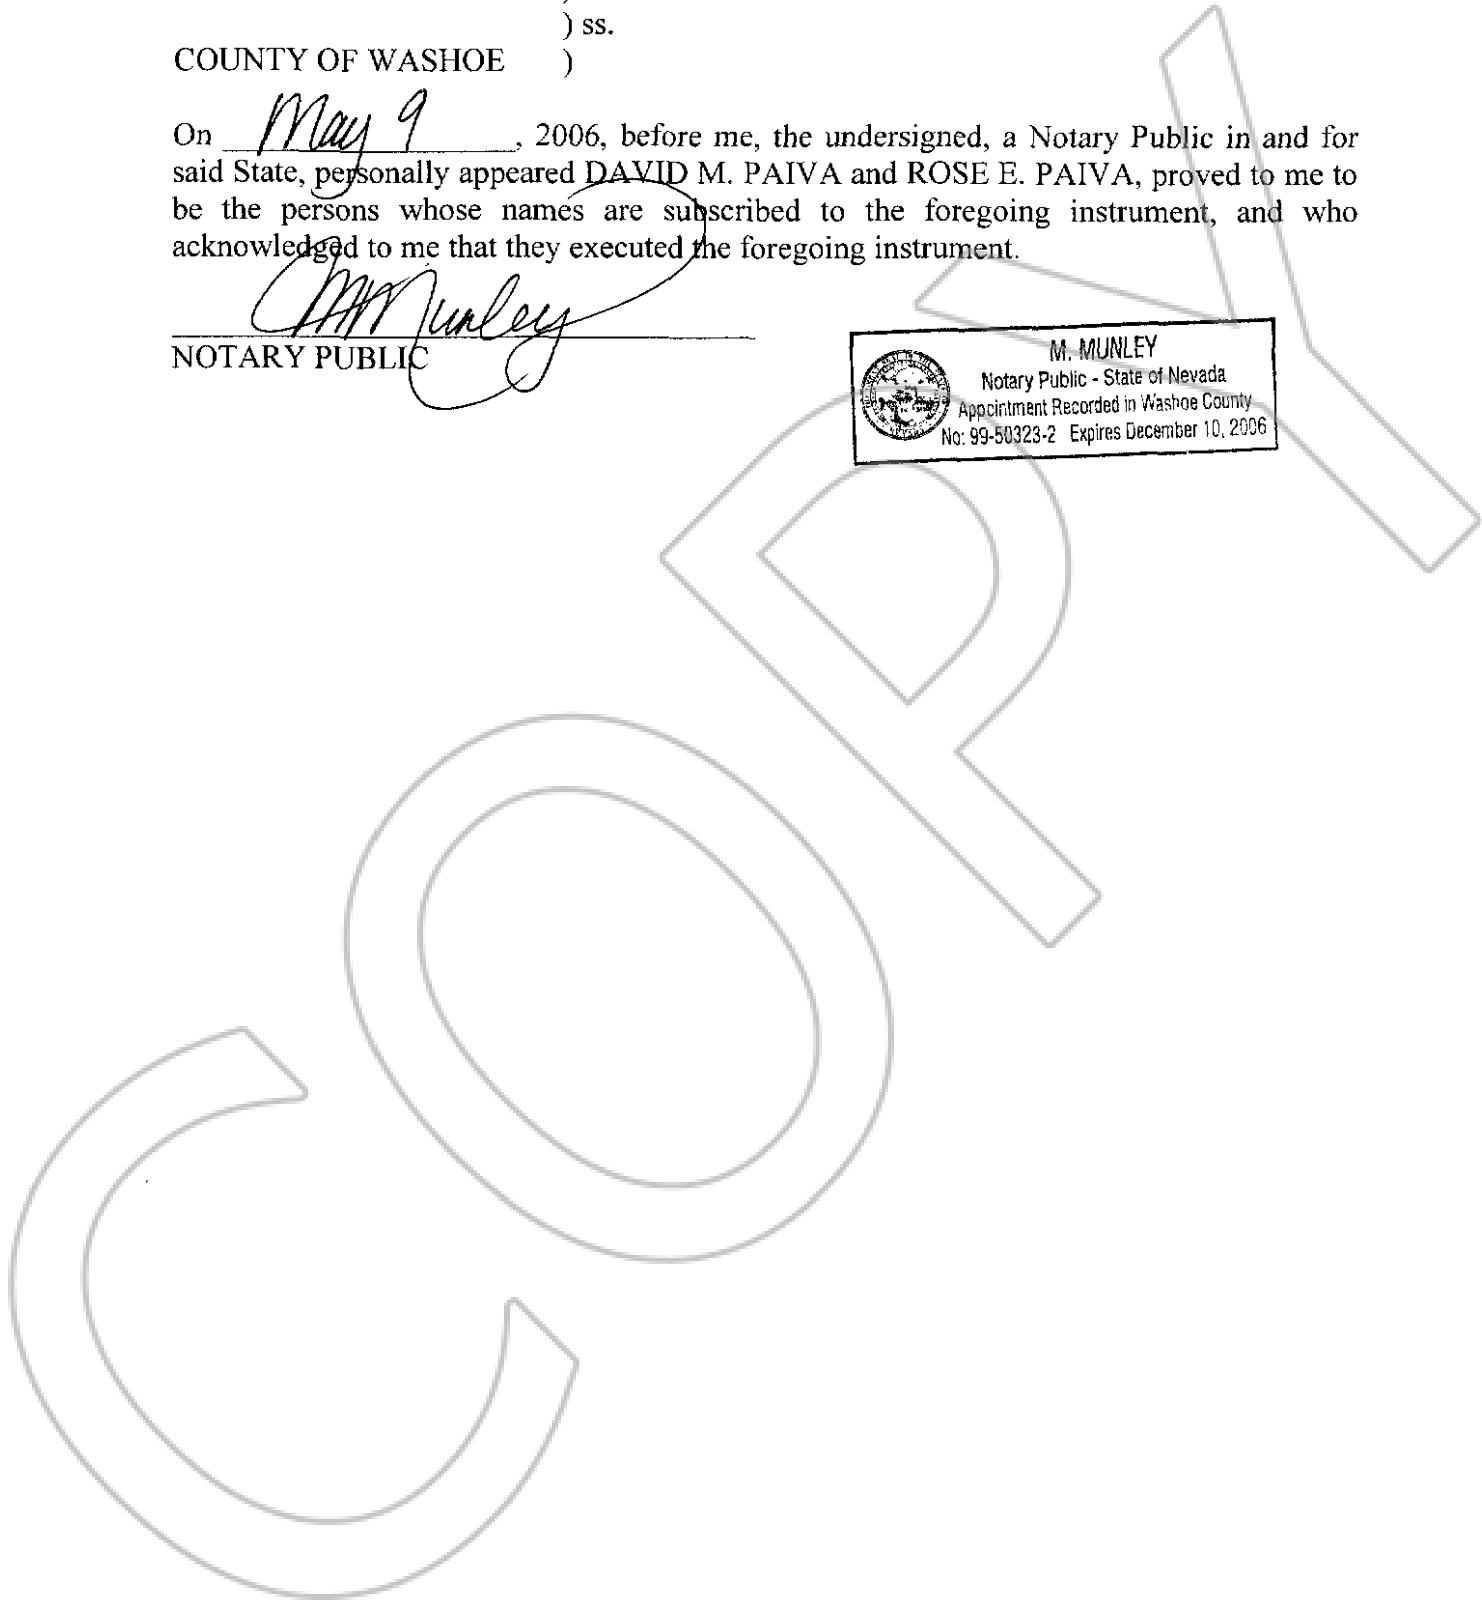 ) ss.
COUNTY OF WASHOE )
On May 9, 2006, before me, the undersigned, a Notary Public in and for
said State, personally appeared DAVID M. PAIVA and ROSE E. PAIVA, proved to me to
be the persons whose names are subscribed to the foregoing instrument, and who
acknowledged to me that they executed the foregoing instrument.
M Munley
NOTARY PUBLIC
M. MUNLEY
Notary Public - State of Nevada
Appointment Recorded in Washoe County
No: 99-50323-2 Expires December 10, 2006
COPY